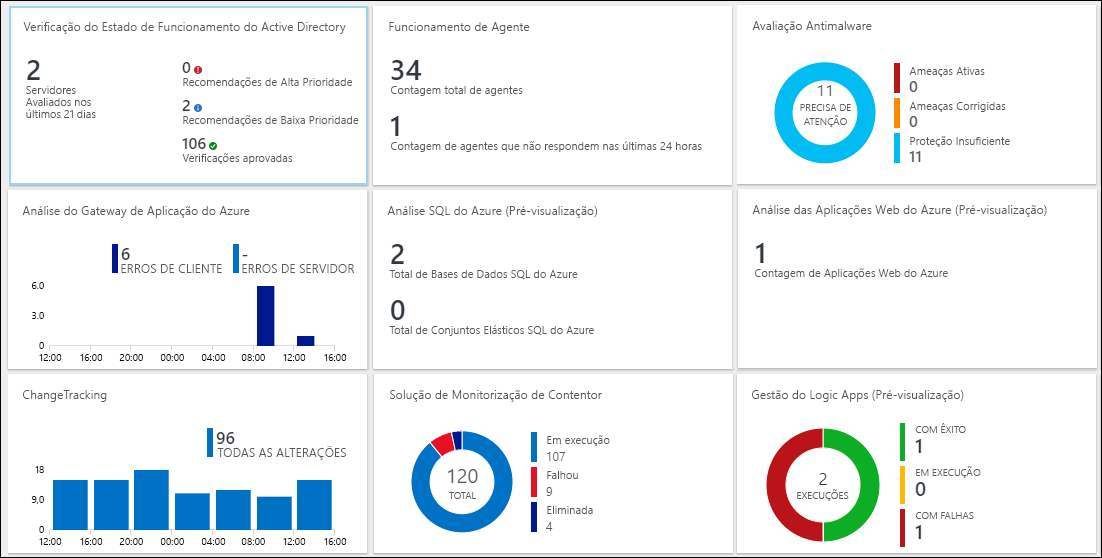 Verificação do Estado de Funcionamento do Active Directory
2
Servidores
Avaliados nos
últimos 21 dias
0
Recomendações de Alta Prioridade
2
Recomendações de Baixa Prioridade
106
Verificações aprovadas
Funcionamento de Agente
34
Contagem total de agentes
1
Contagem de agentes que não respondem nas últimas 24 horas
Avaliação Antimalware
11
PRECISA DE
ATENÇÃO
Ameaças Ativas
0
Ameaças Corrigidas
0
Proteção Insuficiente
11
Análise do Gateway de Aplicação do Azure
6
ERROS DE CLIENTE
-
ERROS DE SERVIDOR
6.0
3.0
0
12:00 16:00 20:00 00:00 04:00 08:00 12:00 16:00
Análise SQL do Azure (Pré-visualização)
2
Total de Bases de Dados SQL do Azure
0
Total de Conjuntos Elásticos SQL do Azure
Análise das Aplicações Web do Azure (Pré-visualização)
1
Contagem de Aplicações Web do Azure
ChangeTracking
96
TODAS AS ALTERAÇÕES
18
9,0
0
12:00 16:00 20:00 00:00 04:00 08:00 12:00 16:00
Solução de Monitorização de Contentor
120
TOTAL
Em execução
107
Falhou
9
Eliminada
4
Gestão do Logic Apps (Pré-visualização)
2
EXECUÇÕES
COM ÊXITO
1
EM EXECUÇÃO
0
COM FALHAS
1